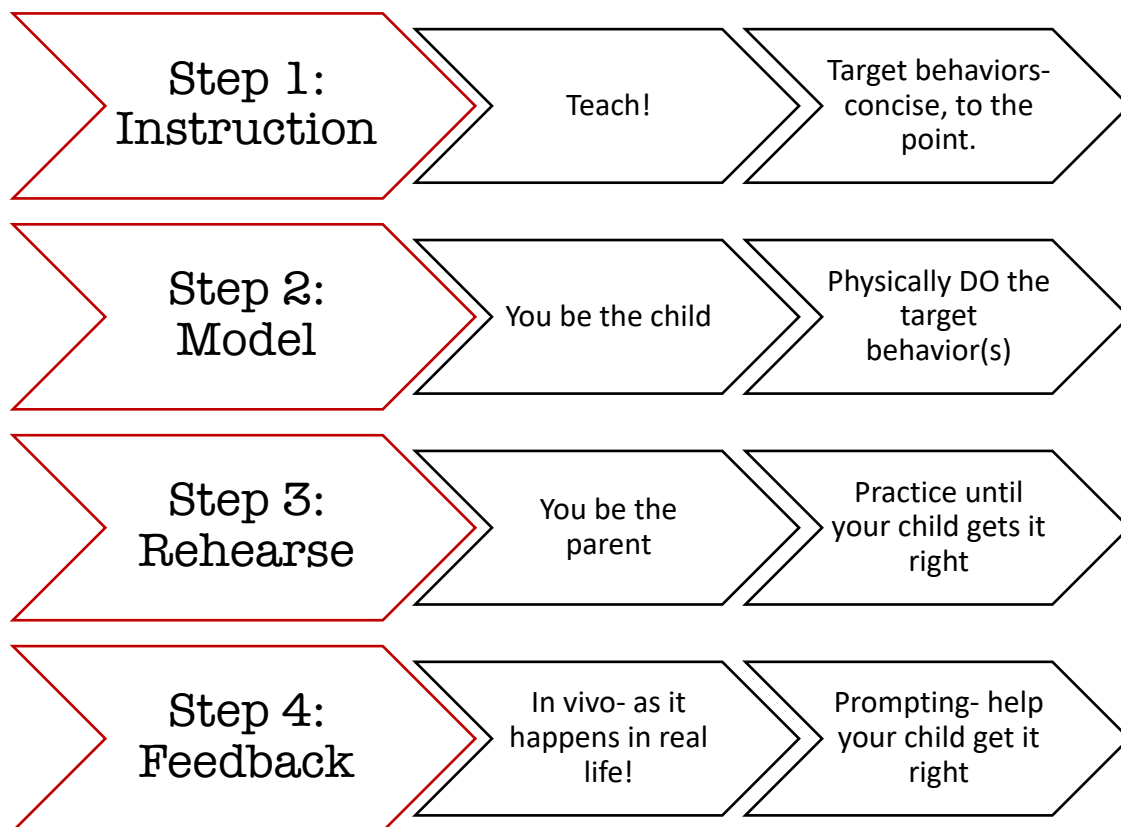 Step 1:
Instruction
Teach!
Target behaviors-
concise, to the
point.
Step 2:
Model
You be the child
Physically DO the
target
behavior(s)
Step 3:
Rehearse
You be the
parent
Practice until
your child gets it
right
Step 4:
Feedback
In vivo- as it
happens in real
life!
Prompting- help
your child get it
right